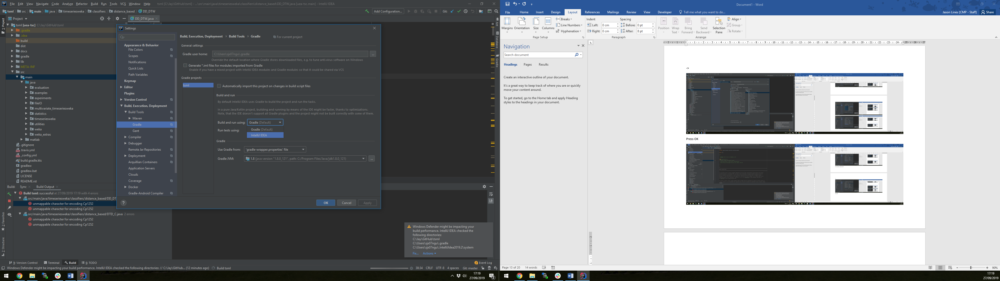 File Edit View Navigate Code Analyze Refactor Build Run Tools VCS Window Help tsml [C:\Jay\GitHub\tsml] - ...\src\main\java\timeseriesweka\classifiers\distance_based\DD_DTW.java [uea-tsc.main] - IntelliJ IDEA
tsml src main java timeseriesweka classifiers distance_based DD_DTW Add Configuration... Git:
Project DD_DTW.java
1: Project
tsml [uea-tsc] C:\Jay\GitHub\tsml
.gradle
.idea
build
dist
docs
gradle
lib
META-INF
src
main
java
evaluation
examples
experiments
fileIO
multivariate_timeseriesweka
statistics
timeseriesweka
utilities
weka
weka_extras
matlab
.gitignore
.travis.yml
_config.yml
build.gradle.kts
gradlew
gradlew.bat
LICENSE
README.rst
Ant
Database
Gradle
Settings
Appearance & Behavior
File Colors
Scopes
Notifications
Quick Lists
Path Variables
Keymap
Editor
Plugins
Version Control
Build, Execution, Deployment
Build Tools
Maven
Gradle
Gant
Compiler
Debugger
Remote Jar Repositories
Deployment
Arquillian Containers
Application Servers
Clouds
Coverage
Docker
Gradle-Android Compiler
Build, Execution, Deployment › Build Tools › Gradle For current project
General settings
Gradle user home: C:\Users\sjx07ngu\.gradle ...
Override the default location where Gradle stores downloaded files, e.g. to tune anti-virus software on Windows
Generate *.iml files for modules imported from Gradle
Enable if you have a mixed project with IntelliJ IDEA modules and Gradle modules so that it could be shared via VCS
Gradle projects
tsml
Automatically import this project on changes in build script files
Build and run
By default IntelliJ IDEA uses Gradle to build the project and run the tasks.
In a pure Java/Kotlin project, building and running by means of the IDE might be faster, thanks to optimizations.
Note, that the IDE doesn't support all Gradle plugins and the project might not be built correctly with some of them.
Build and run using: Gradle (Default)
Run tests using: Gradle (Default)
IntelliJ IDEA
Gradle
Use Gradle from: 'gradle-wrapper.properties' file
Gradle JVM: 1.8 (java version "1.8.0_121", path: C:/Program Files/Java/jdk1.8.0_121) ...
? OK Cancel Apply
Build: Sync Build Output
Build tsml: successful at 27/09/2019 17:19 with 4 errors
src/main/java/timeseriesweka/classifiers/distance_based/DD_DT
unmappable character for encoding Cp1252
unmappable character for encoding Cp1252
src/main/java/timeseriesweka/classifiers/distance_based/DTD_C.java 2 errors
unmappable character for encoding Cp1252
unmappable character for encoding Cp1252
2: Favorites
7: Structure
Windows Defender might be impacting your
build performance. IntelliJ IDEA checked the
following directories:
C:\Jay\GitHub\tsml
C:\Users\sjx07ngu\.gradle
C:\Users\sjx07ngu\.IntelliJIdea2019.2\system
Fix... Actions
9: Version Control Terminal Build 6: TODO 2 Event Log
Windows Defender might be impacting your build performance. IntelliJ IDEA checked the following directories: // C:\Jay\GitHub... (12 minutes ago) Build tsml 38:34 CRLF UTF-8 4 spaces Git: master
17:19
27/09/2019
2
Document1 - Word
File Home Insert Design Layout References Mailings Review View Developer Tell me what you want to do... Jason Lines (CMP - Staff) Share
Margins Orientation Size Columns Breaks Line Numbers Hyphenation
Page Setup
Indent Spacing
Left: 0 cm Before: 0 pt
Right: 0 cm After: 8 pt
Paragraph
Position Wrap Text Bring Forward Send Backward Selection Pane Align Group Rotate
Arrange
Navigation
Search document
Headings Pages Results
Create an interactive outline of your document.
It's a great way to keep track of where you are or quickly
move your content around.
To get started, go to the Home tab and apply Heading
styles to the headings in your document.
->
Press OK
Page 13 of 20 14 words 90%
17:19
27/09/2019